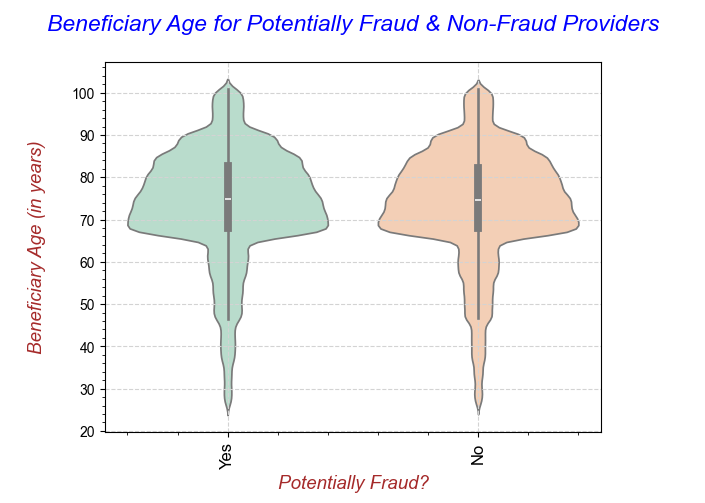 Beneficiary Age for Potentially Fraud & Non-Fraud Providers
Beneficiary Age (in years)
100
90
80
70
60
50
40
30
20
Yes
No
Potentially Fraud?